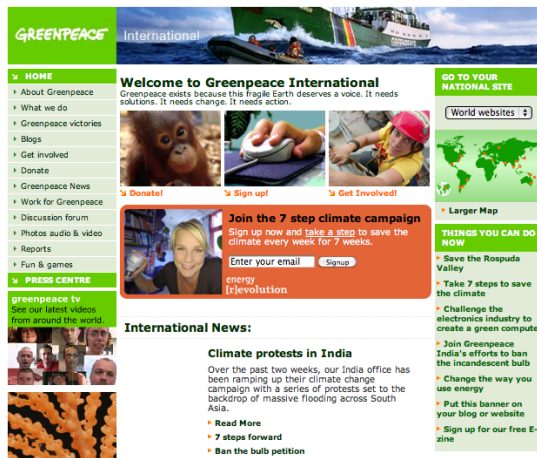 GREENPEACE
International
HOME
About Greenpeace
What we do
Greenpeace victories
Blogs
Get involved
Donate
Greenpeace News
Work for Greenpeace
Discussion forum
Photos audio & video
Reports
Fun & games
PRESS CENTRE
greenpeace tv
See our latest videos
from around the world.
Welcome to Greenpeace International
Greenpeace exists because this fragile Earth deserves a voice. It needs
solutions. It needs change. It needs action.
Donate!
Sign up!
Get Involved!
Join the 7 step climate campaign
Sign up now and take a step to save the
climate every week for 7 weeks.
Enter your email
Signup
energy
[r]evolution
International News:
Climate protests in India
Over the past two weeks, our India office has
been ramping up their climate change
campaign with a series of protests set to the
backdrop of massive flooding across South
Asia.
Read More
7 steps forward
Ban the bulb petition
GO TO YOUR
NATIONAL SITE
World websites
Larger Map
THINGS YOU CAN DO
NOW
Save the Rospuda
Valley
Take 7 steps to save
the climate
Challenge the
electronics industry to
create a green compute
Join Greenpeace
India's efforts to ban
the incandescent bulb
Change the way you
use energy
Put this banner on
your blog or website
Sign up for our free E-
zine